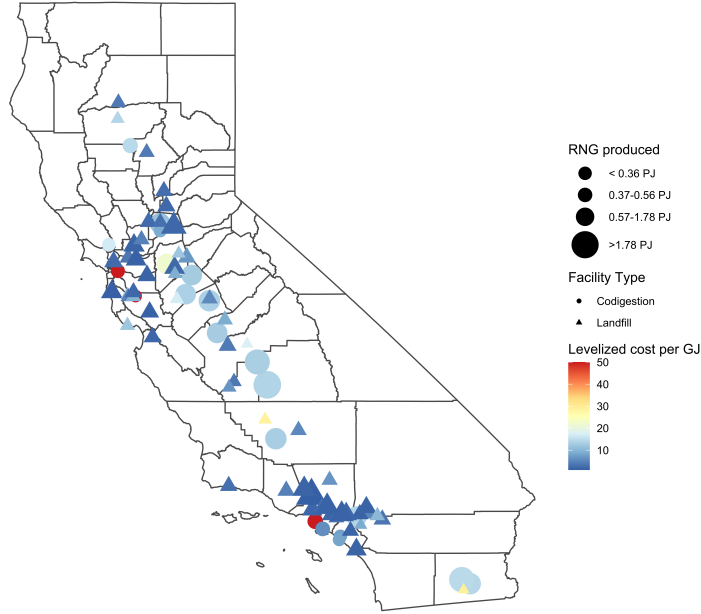 RNG produced
< 0.36 PJ
0.37-0.56 PJ
0.57-1.78 PJ
>1.78 PJ
Facility Type
Codigestion
Landfill
Levelized cost per GJ
50
40
30
20
10